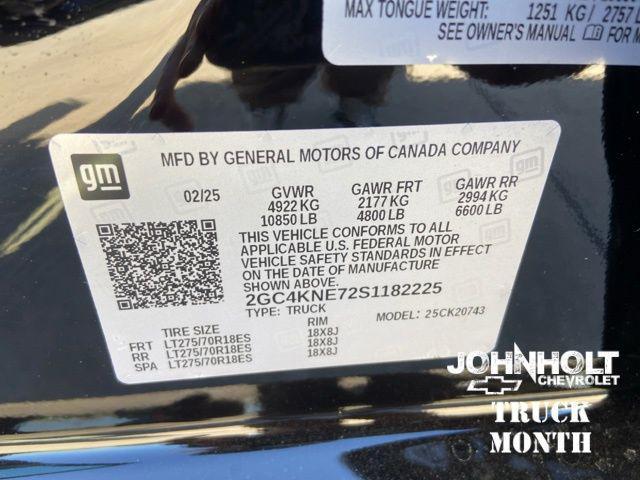 MAX TONGUE WEIGHT: 1251 KG / 2757
SEE OWNER'S MANUAL FOR
gm
MFD BY GENERAL MOTORS OF CANADA COMPANY
02/25 GVWR GAWR FRT GAWR RR
4922 KG 2177 KG 2994 KG
10850 LB 4800 LB 6600 LB
THIS VEHICLE CONFORMS TO ALL
APPLICABLE U.S. FEDERAL MOTOR
VEHICLE SAFETY STANDARDS IN EFFECT
ON THE DATE OF MANUFACTURE
SHOWN ABOVE.
2GC4KNE72S1182225
TYPE: TRUCK MODEL: 25CK20743
TIRE SIZE RIM
FRT LT275/70R18ES 18X8J
RR LT275/70R18ES 18X8J
SPA LT275/70R18ES 18X8J
JOHN HOLT
CHEVROLET
TRUCK
MONTH